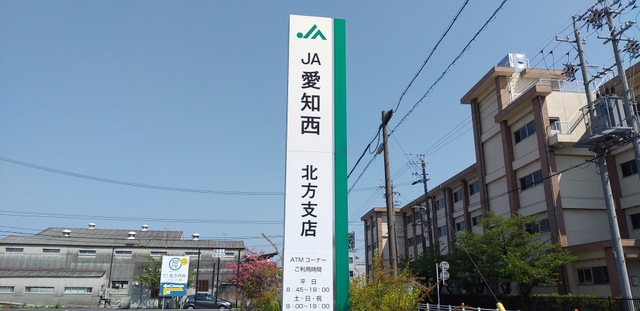 JA
JA 愛知西
北方支店
ATMコーナー
ご利用時間
平日
8:45〜19:00
土・日・祝
9:00〜19:00